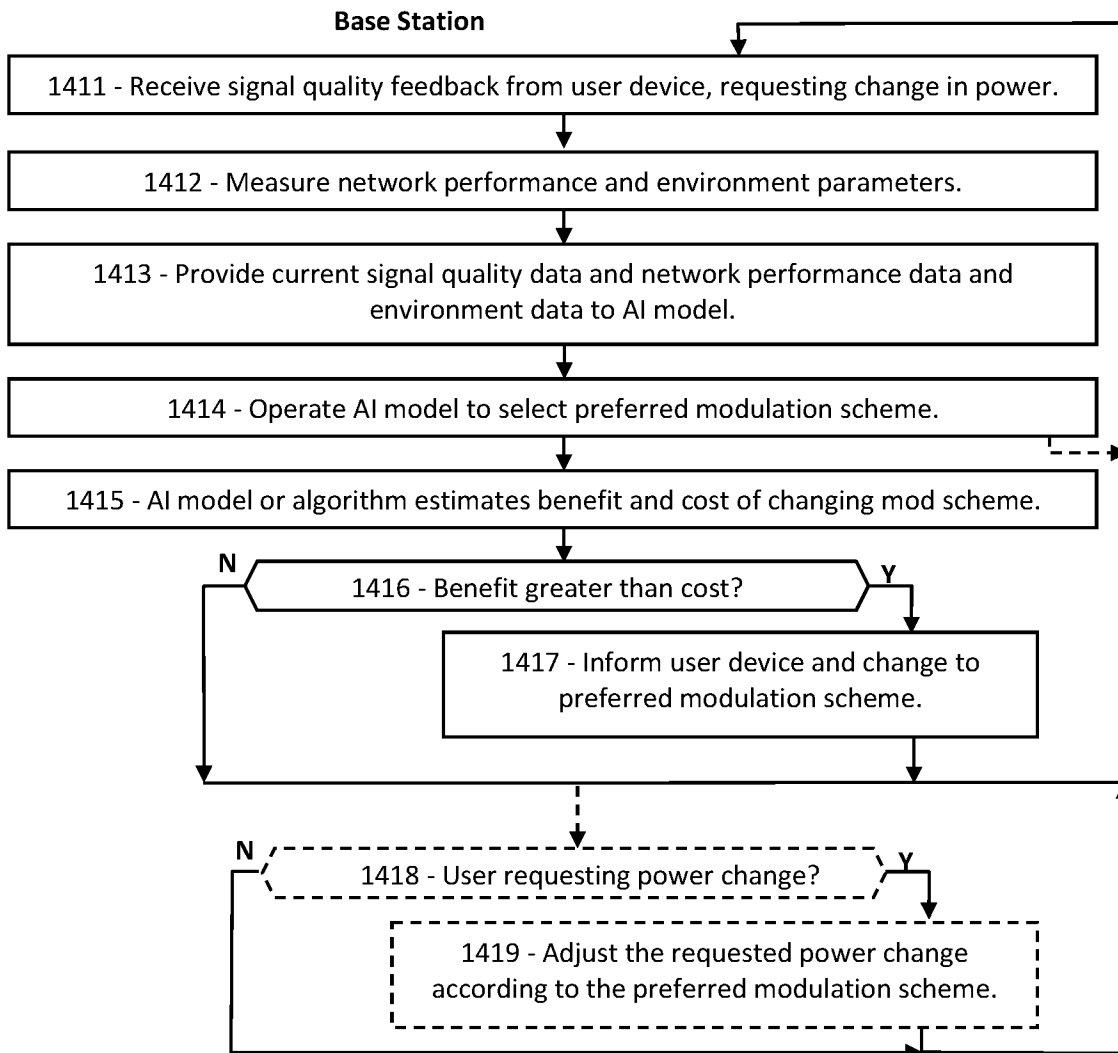 Base Station
1411 - Receive signal quality feedback from user device, requesting change in power.
1412 - Measure network performance and environment parameters.
1413 - Provide current signal quality data and network performance data and
environment data to AI model.
1414 - Operate AI model to select preferred modulation scheme.
1415 - AI model or algorithm estimates benefit and cost of changing mod scheme.
N
Y
1416 - Benefit greater than cost?
1417 - Inform user device and change to
preferred modulation scheme.
N
Y
1418 - User requesting power change?
1419 - Adjust the requested power change
according to the preferred modulation scheme.